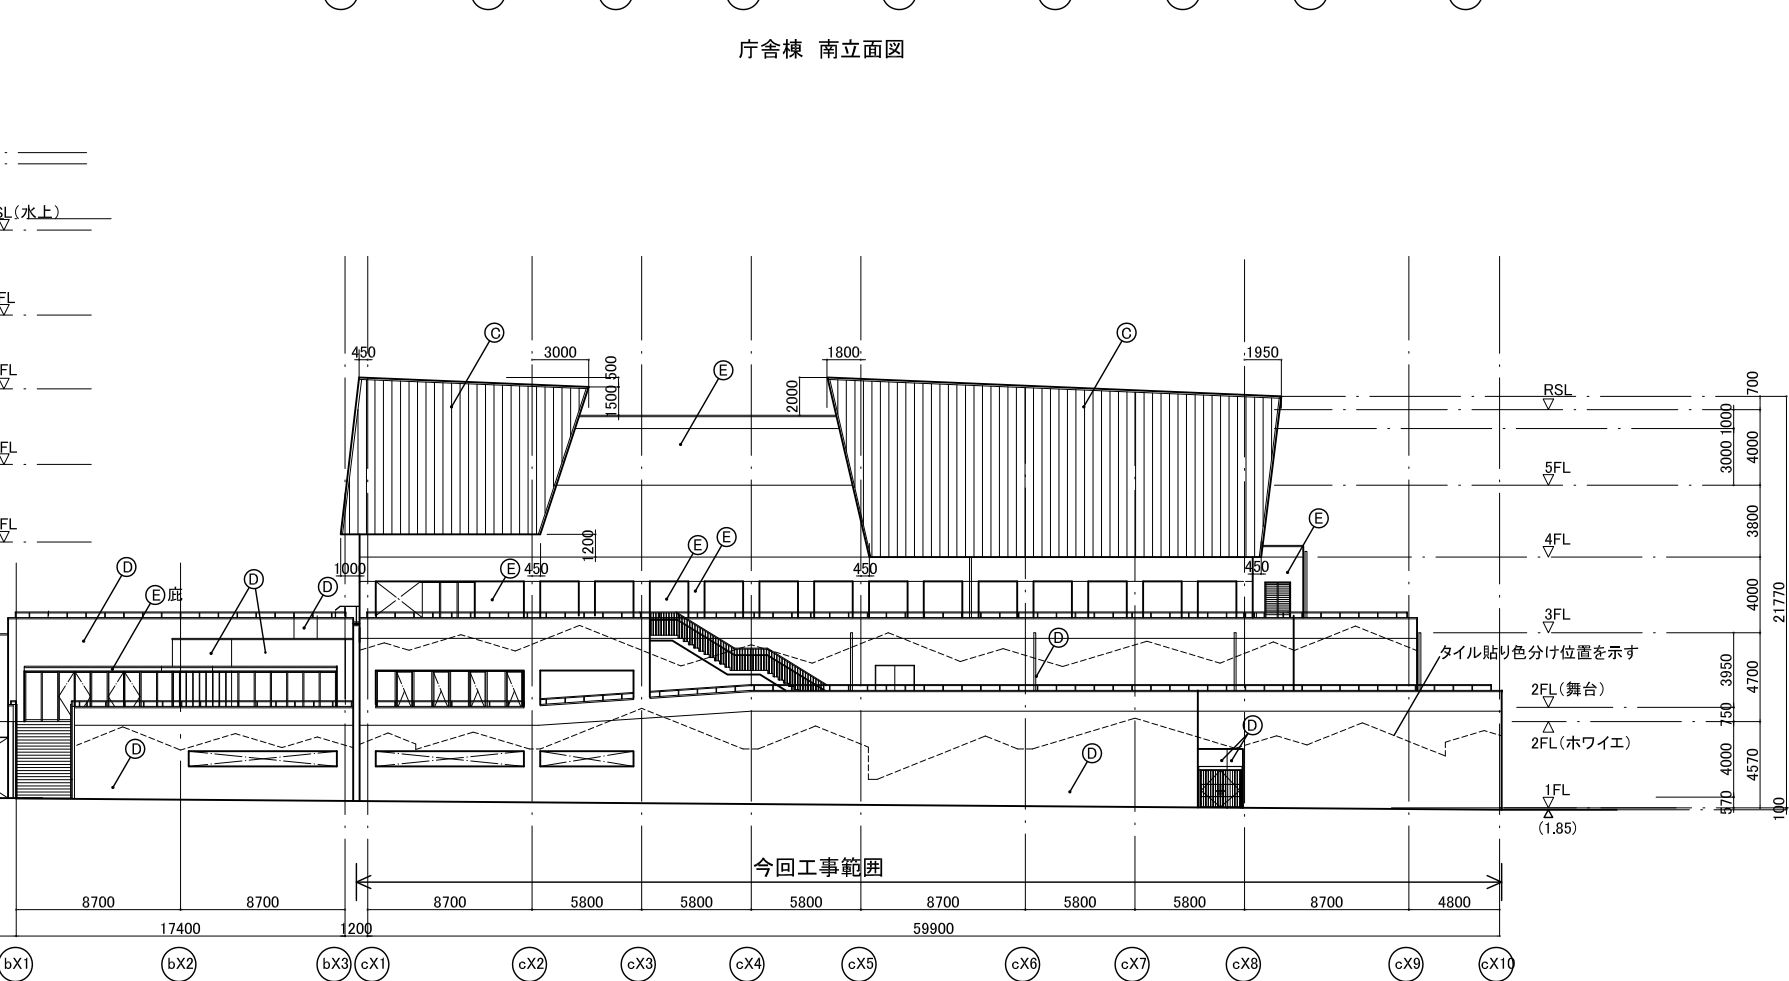 庁舎棟 南立面図
SL(水上)
FL
FL
FL
FL
C
C
E
450
3000
500
1500
1800
2000
1950
RSL
700
1000
3000
4000
5FL
3800
E
4FL
1200
E
E
E
1000
450
450
450
D
D
D
E 庇
4000
21770
3FL
D
タイル貼り色分け位置を示す
3950
4700
2FL(舞台)
750
D
D
D
2FL(ホワイエ)
4000
4570
1FL
570
100
(1.85)
今回工事範囲
8700
8700
8700
5800
5800
5800
8700
5800
5800
8700
4800
17400
1200
59900
bX1
bX2
bX3
cX1
cX2
cX3
cX4
cX5
cX6
cX7
cX8
cX9
cX10